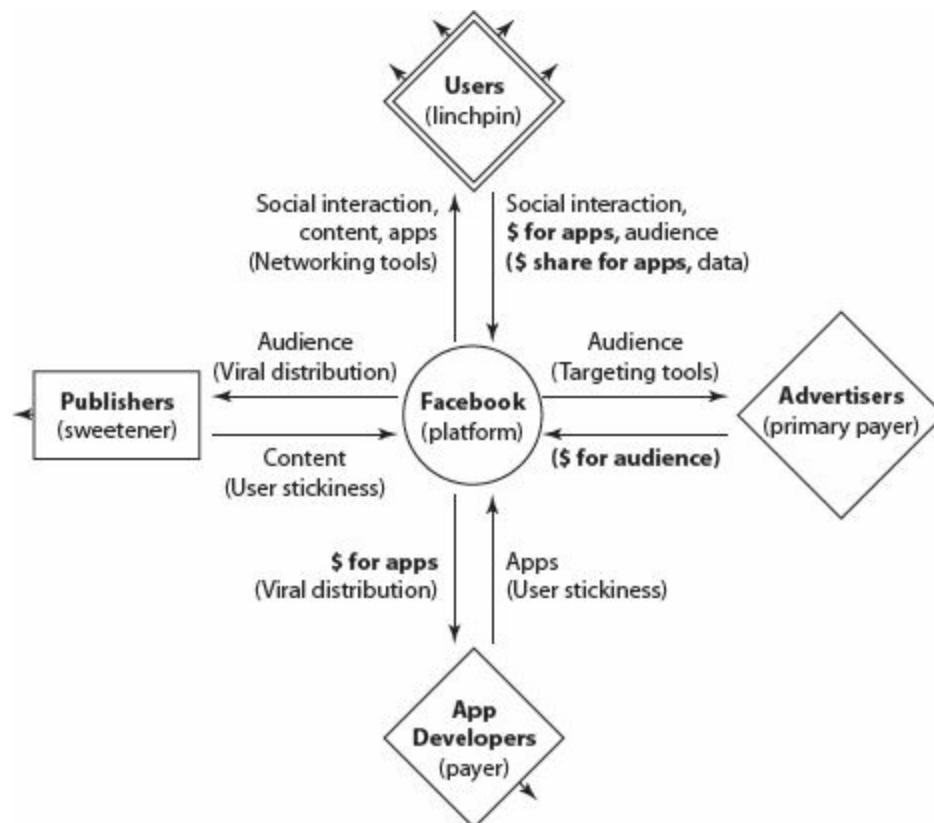 Users
(linchpin)
Social interaction,
content, apps
(Networking tools)
Social interaction,
$ for apps, audience
($ share for apps, data)
Audience
(Viral distribution)
Audience
(Targeting tools)
Publishers
(sweetener)
Facebook
(platform)
Advertisers
(primary payer)
Content
(User stickiness)
($ for audience)
$ for apps
(Viral distribution)
Apps
(User stickiness)
App
Developers
(payer)